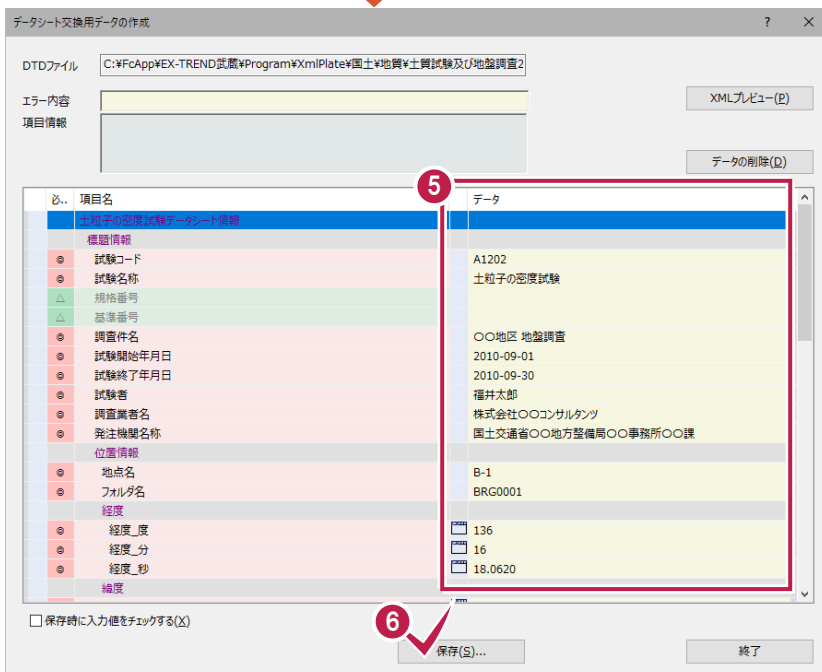 データシート交換用データの作成 ? ×
DTDファイル C:¥FcApp¥EX-TREND武蔵¥Program¥XmlPlate¥国土¥地質¥土質試験及び地盤調査2
エラー内容
XMLプレビュー(P)
項目情報
データの削除(D)
5
必.. 項目名 データ
土粒子の密度試験データシート情報
標題情報
◎ 試験コード A1202
◎ 試験名称 土粒子の密度試験
△ 規格番号
△ 基準番号
◎ 調査件名 〇〇地区 地盤調査
◎ 試験開始年月日 2010-09-01
◎ 試験終了年月日 2010-09-30
◎ 試験者 福井太郎
◎ 調査業者名 株式会社〇〇コンサルタンツ
◎ 発注機関名称 国土交通省〇〇地方整備局〇〇事務所〇〇課
位置情報
◎ 地点名 B-1
◎ フォルダ名 BRG0001
経度
◎ 経度_度 136
◎ 経度_分 16
◎ 経度_秒 18.0620
緯度
保存時に入力値をチェックする(X)
6
保存(S)... 終了